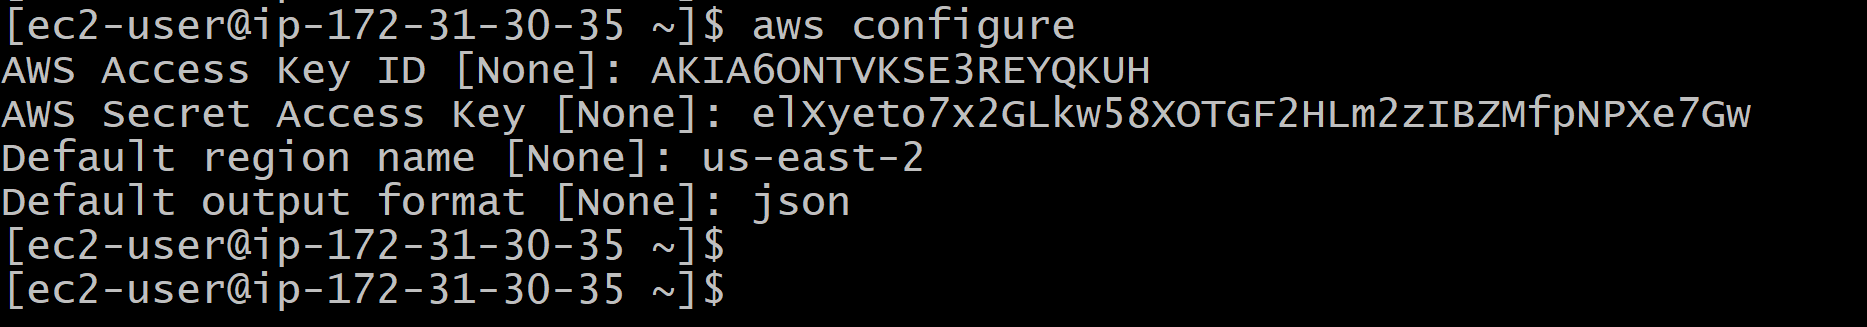 [ec2-user@ip-172-31-30-35 ~]$ aws configure
AWS Access Key ID [None]: AKIA6ONTVKSE3REYQKUH
AWS Secret Access Key [None]: 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
Default region name [None]: us-east-2
Default output format [None]: json
[ec2-user@ip-172-31-30-35 ~]$
[ec2-user@ip-172-31-30-35 ~]$